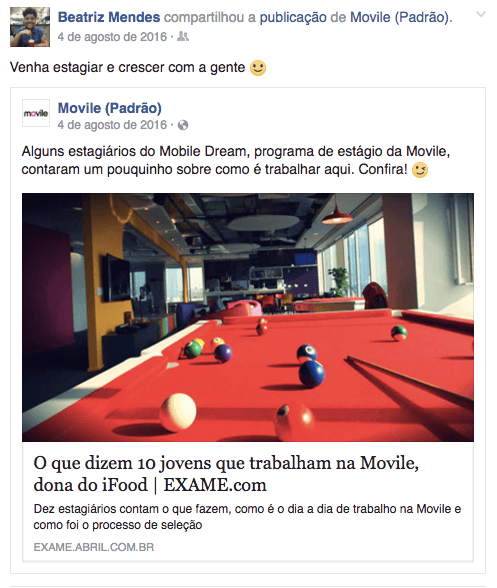 Beatriz Mendes compartilhou a publicação de Movile (Padrão).
4 de agosto de 2016 ·
Venha estagiar e crescer com a gente
movile
Movile (Padrão)
4 de agosto de 2016 ·
Alguns estagiários do Mobile Dream, programa de estágio da Movile,
contaram um pouquinho sobre como é trabalhar aqui. Confira!
O que dizem 10 jovens que trabalham na Movile,
dona do iFood | EXAME.com
Dez estagiários contam o que fazem, como é o dia a dia de trabalho na Movile e
como foi o processo de seleção
EXAME.ABRIL.COM.BR